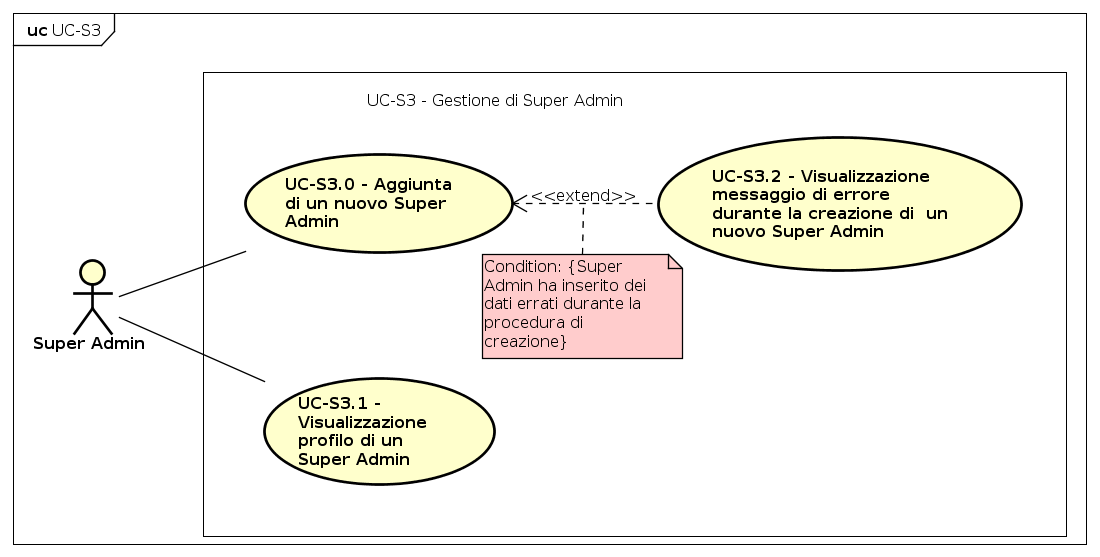 uc UC-S3
UC-S3 - Gestione di Super Admin
UC-S3.0 - Aggiunta
di un nuovo Super
Admin
<<extend>>
UC-S3.2 - Visualizzazione
messaggio di errore
durante la creazione di  un
nuovo Super Admin
Condition: {Super
Admin ha inserito dei
dati errati durante la
procedura di
creazione}
Super Admin
UC-S3.1 -
Visualizzazione
profilo di un
Super Admin